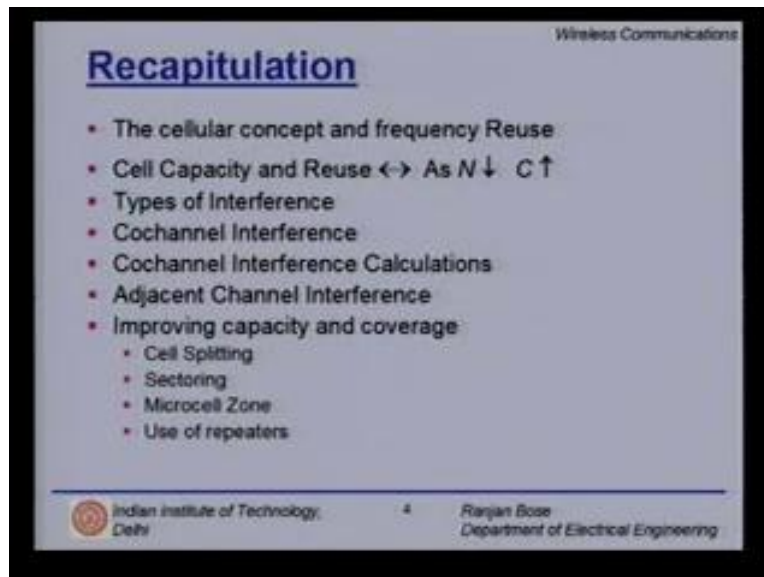 Wireless Communications
Recapitulation
• The cellular concept and frequency Reuse
• Cell Capacity and Reuse ↔ As N↓ C↑
• Types of Interference
• Cochannel Interference
• Cochannel Interference Calculations
• Adjacent Channel Interference
• Improving capacity and coverage
• Cell Splitting
• Sectoring
• Microcell Zone
• Use of repeaters
Indian Institute of Technology, 4 Ranjan Bose
Delhi Department of Electrical Engineering